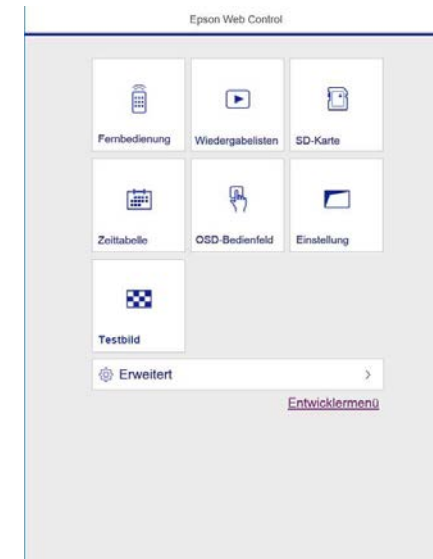 Epson Web Control
Fernbedienung
Wiedergabelisten
SD-Karte
Zeittabelle
OSD-Bedienfeld
Einstellung
Testbild
Erweitert
Entwicklermenü